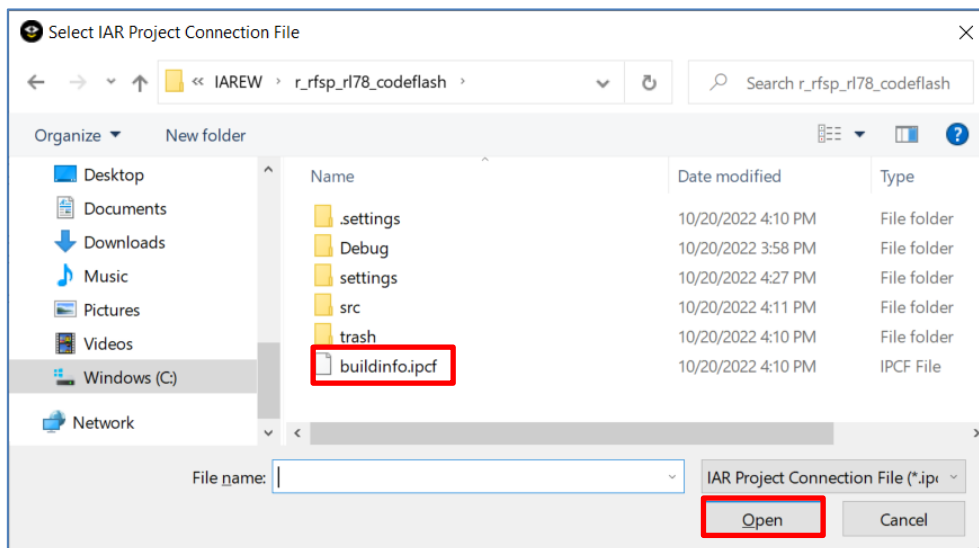 Select IAR Project Connection File
« IAREW › r_rfsp_rl78_codeflash ›
Search r_rfsp_rl78_codeflash
Organize
New folder
Desktop
Documents
Downloads
Music
Pictures
Videos
Windows (C:)
Network
Name Date modified Type
.settings 10/20/2022 4:10 PM File folder
Debug 10/20/2022 3:58 PM File folder
settings 10/20/2022 4:27 PM File folder
src 10/20/2022 4:11 PM File folder
trash 10/20/2022 4:10 PM File folder
buildinfo.ipcf 10/20/2022 4:10 PM IPCF File
File name:
IAR Project Connection File (*.ipc
Open
Cancel